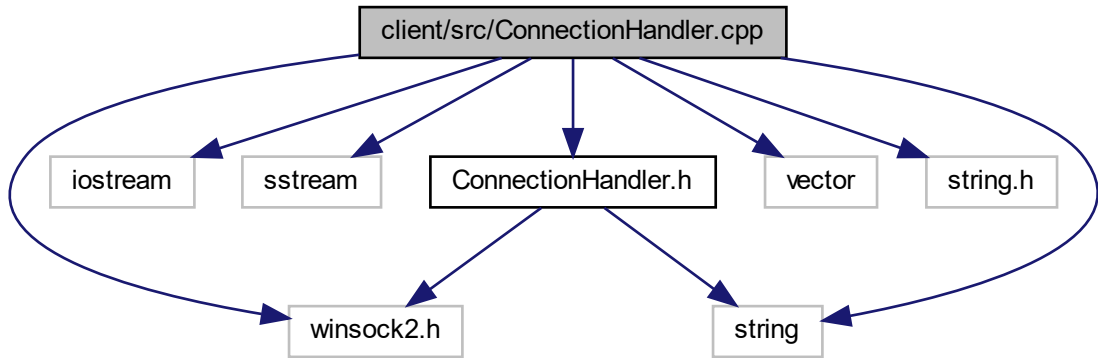 client/src/ConnectionHandler.cpp
iostream
sstream
ConnectionHandler.h
vector
string.h
winsock2.h
string